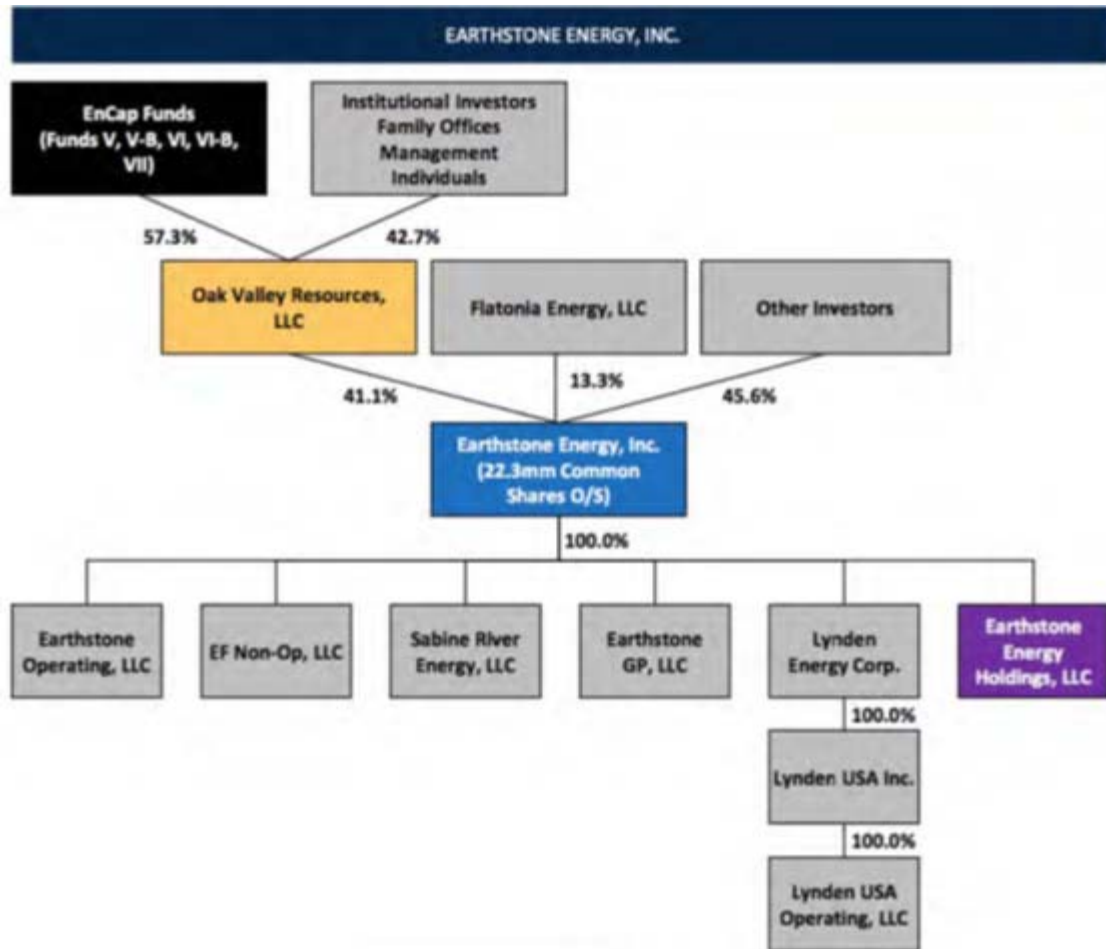 EARTHSTONE ENERGY, INC.
EnCap Funds
(Funds V, V-B, VI, VI-B,
VII)
Institutional Investors
Family Offices
Management
Individuals
57.3%
42.7%
Oak Valley Resources,
LLC
Flatonia Energy, LLC
Other Investors
41.1%
13.3%
45.6%
Earthstone Energy, Inc.
(22.3mm Common
Shares O/S)
100.0%
Earthstone
Operating, LLC
EF Non-Op, LLC
Sabine River
Energy, LLC
Earthstone
GP, LLC
Lynden
Energy Corp.
Earthstone
Energy
Holdings, LLC
100.0%
Lynden USA Inc.
100.0%
Lynden USA
Operating, LLC